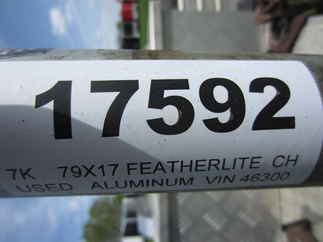 17592
7K 79X17 FEATHERLITE CH
USED ALUMINUM VIN 46300